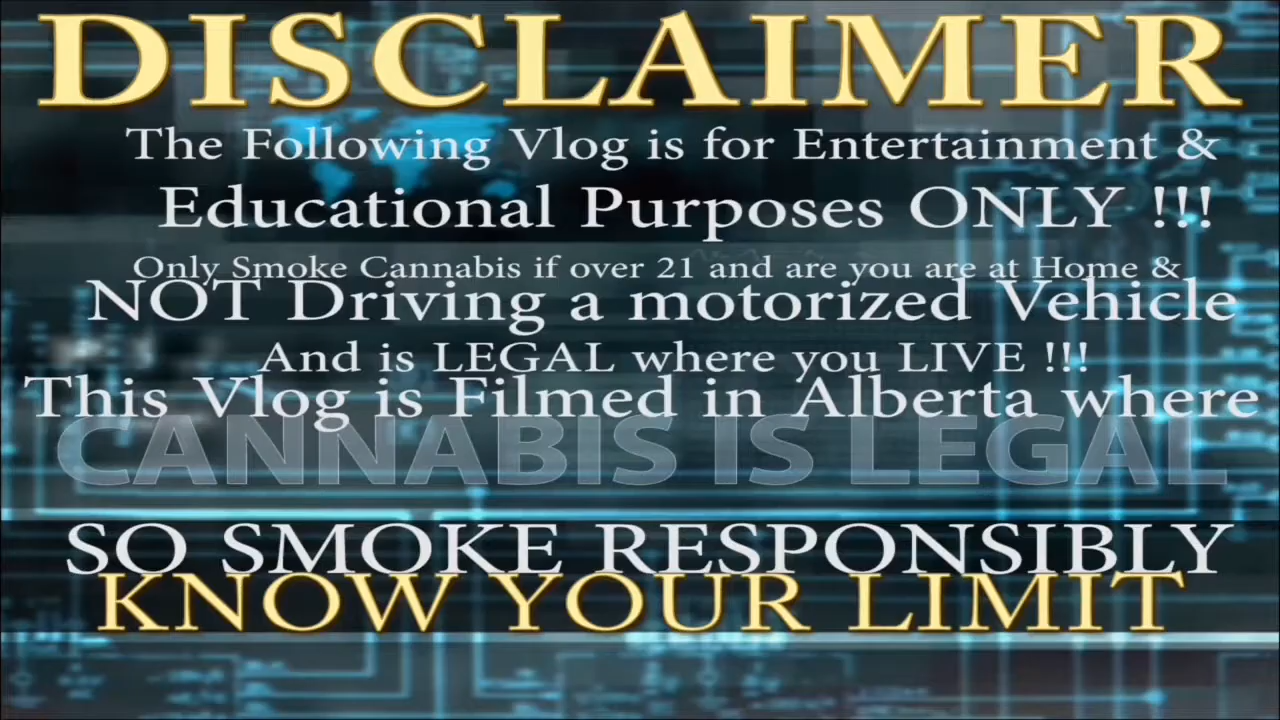 DISCLAIMER
The Following Vlog is for Entertainment &
Educational Purposes ONLY !!!
Only Smoke Cannabis if over 21 and are you are at Home &
NOT Driving a motorized Vehicle
And is LEGAL where you LIVE !!!
This Vlog is Filmed in Alberta where
CANNABIS IS LEGAL
SO SMOKE RESPONSIBLY
KNOW YOUR LIMIT